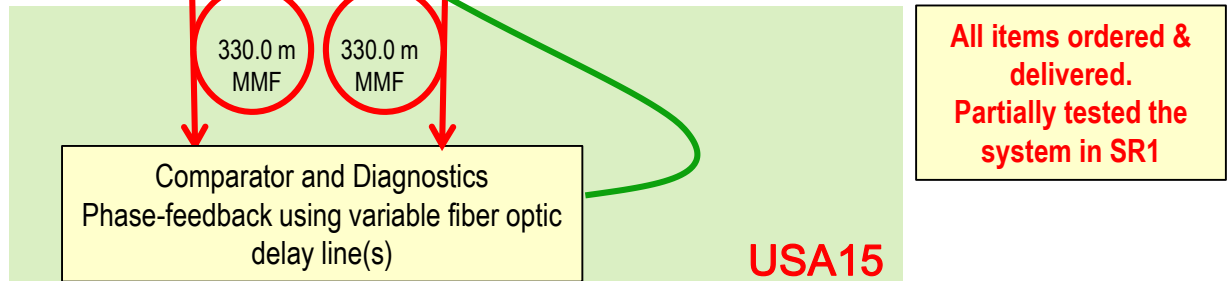 330.0 m
MMF
330.0 m
MMF
All items ordered &
delivered.
Partially tested the
system in SR1
Comparator and Diagnostics
Phase-feedback using variable fiber optic
delay line(s)
USA15